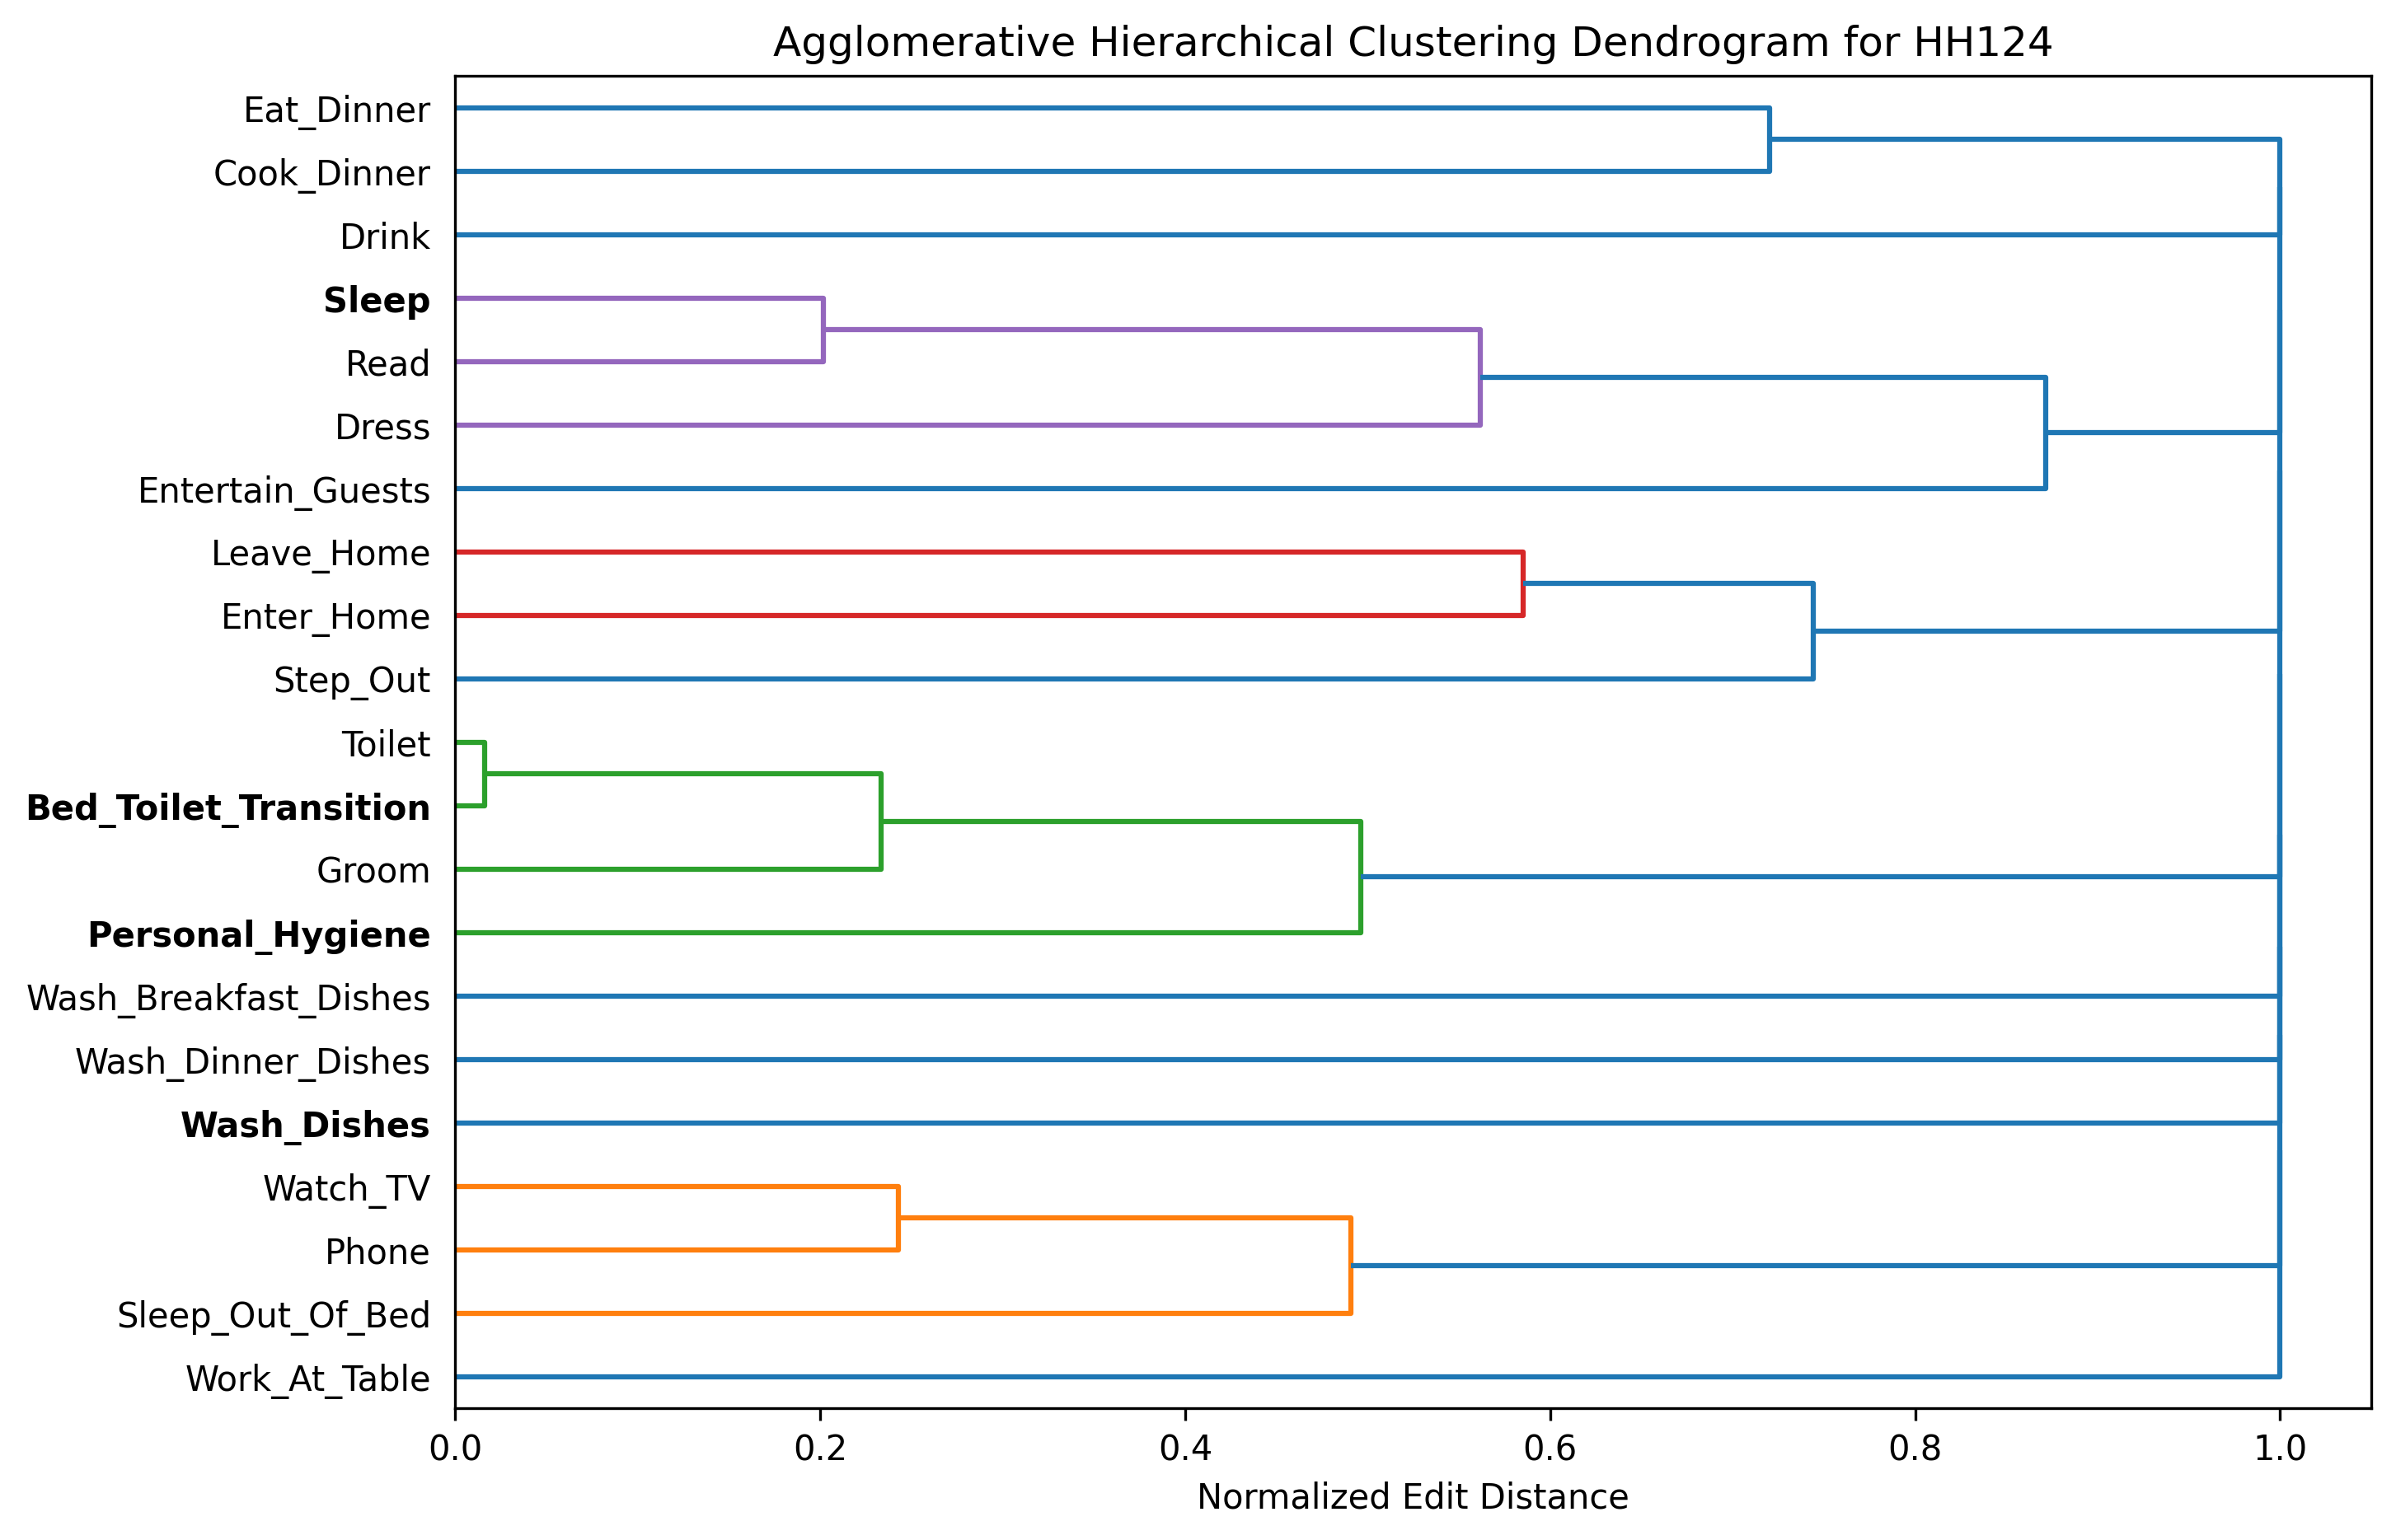 Agglomerative Hierarchical Clustering Dendrogram for HH124
Eat_Dinner
Cook_Dinner
Drink
Sleep
Read
Dress
Entertain_Guests
Leave_Home
Enter_Home
Step_Out
Toilet
Bed_Toilet_Transition
Groom
Personal_Hygiene
Wash_Breakfast_Dishes
Wash_Dinner_Dishes
Wash_Dishes
Watch_TV
Phone
Sleep_Out_Of_Bed
Work_At_Table
0.0 0.2 0.4 0.6 0.8 1.0
Normalized Edit Distance